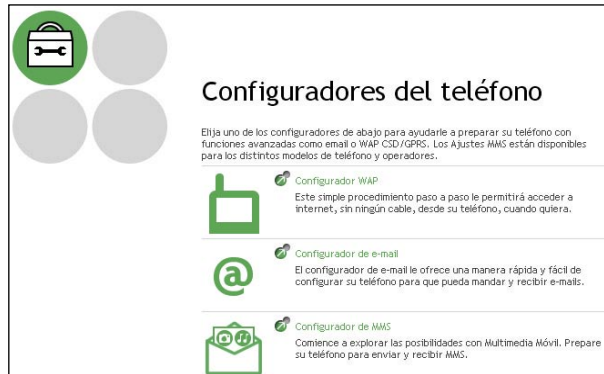 Configuradores del teléfono
Elija uno de los configuradores de abajo para ayudarle a preparar su teléfono con
funciones avanzadas como email o WAP CSD/GPRS. Los Ajustes MMS están disponibles
para los distintos modelos de teléfono y operadores.
Configurador WAP
Este simple procedimiento paso a paso le permitirá acceder a
internet, sin ningún cable, desde su teléfono, cuando quiera.
@
Configurador de e-mail
El configurador de e-mail le ofrece una manera rápida y fácil de
configurar su teléfono para que pueda mandar y recibir e-mails.
Configurador de MMS
Comience a explorar las posibilidades con Multimedia Móvil. Prepare
su teléfono para enviar y recibir MMS.